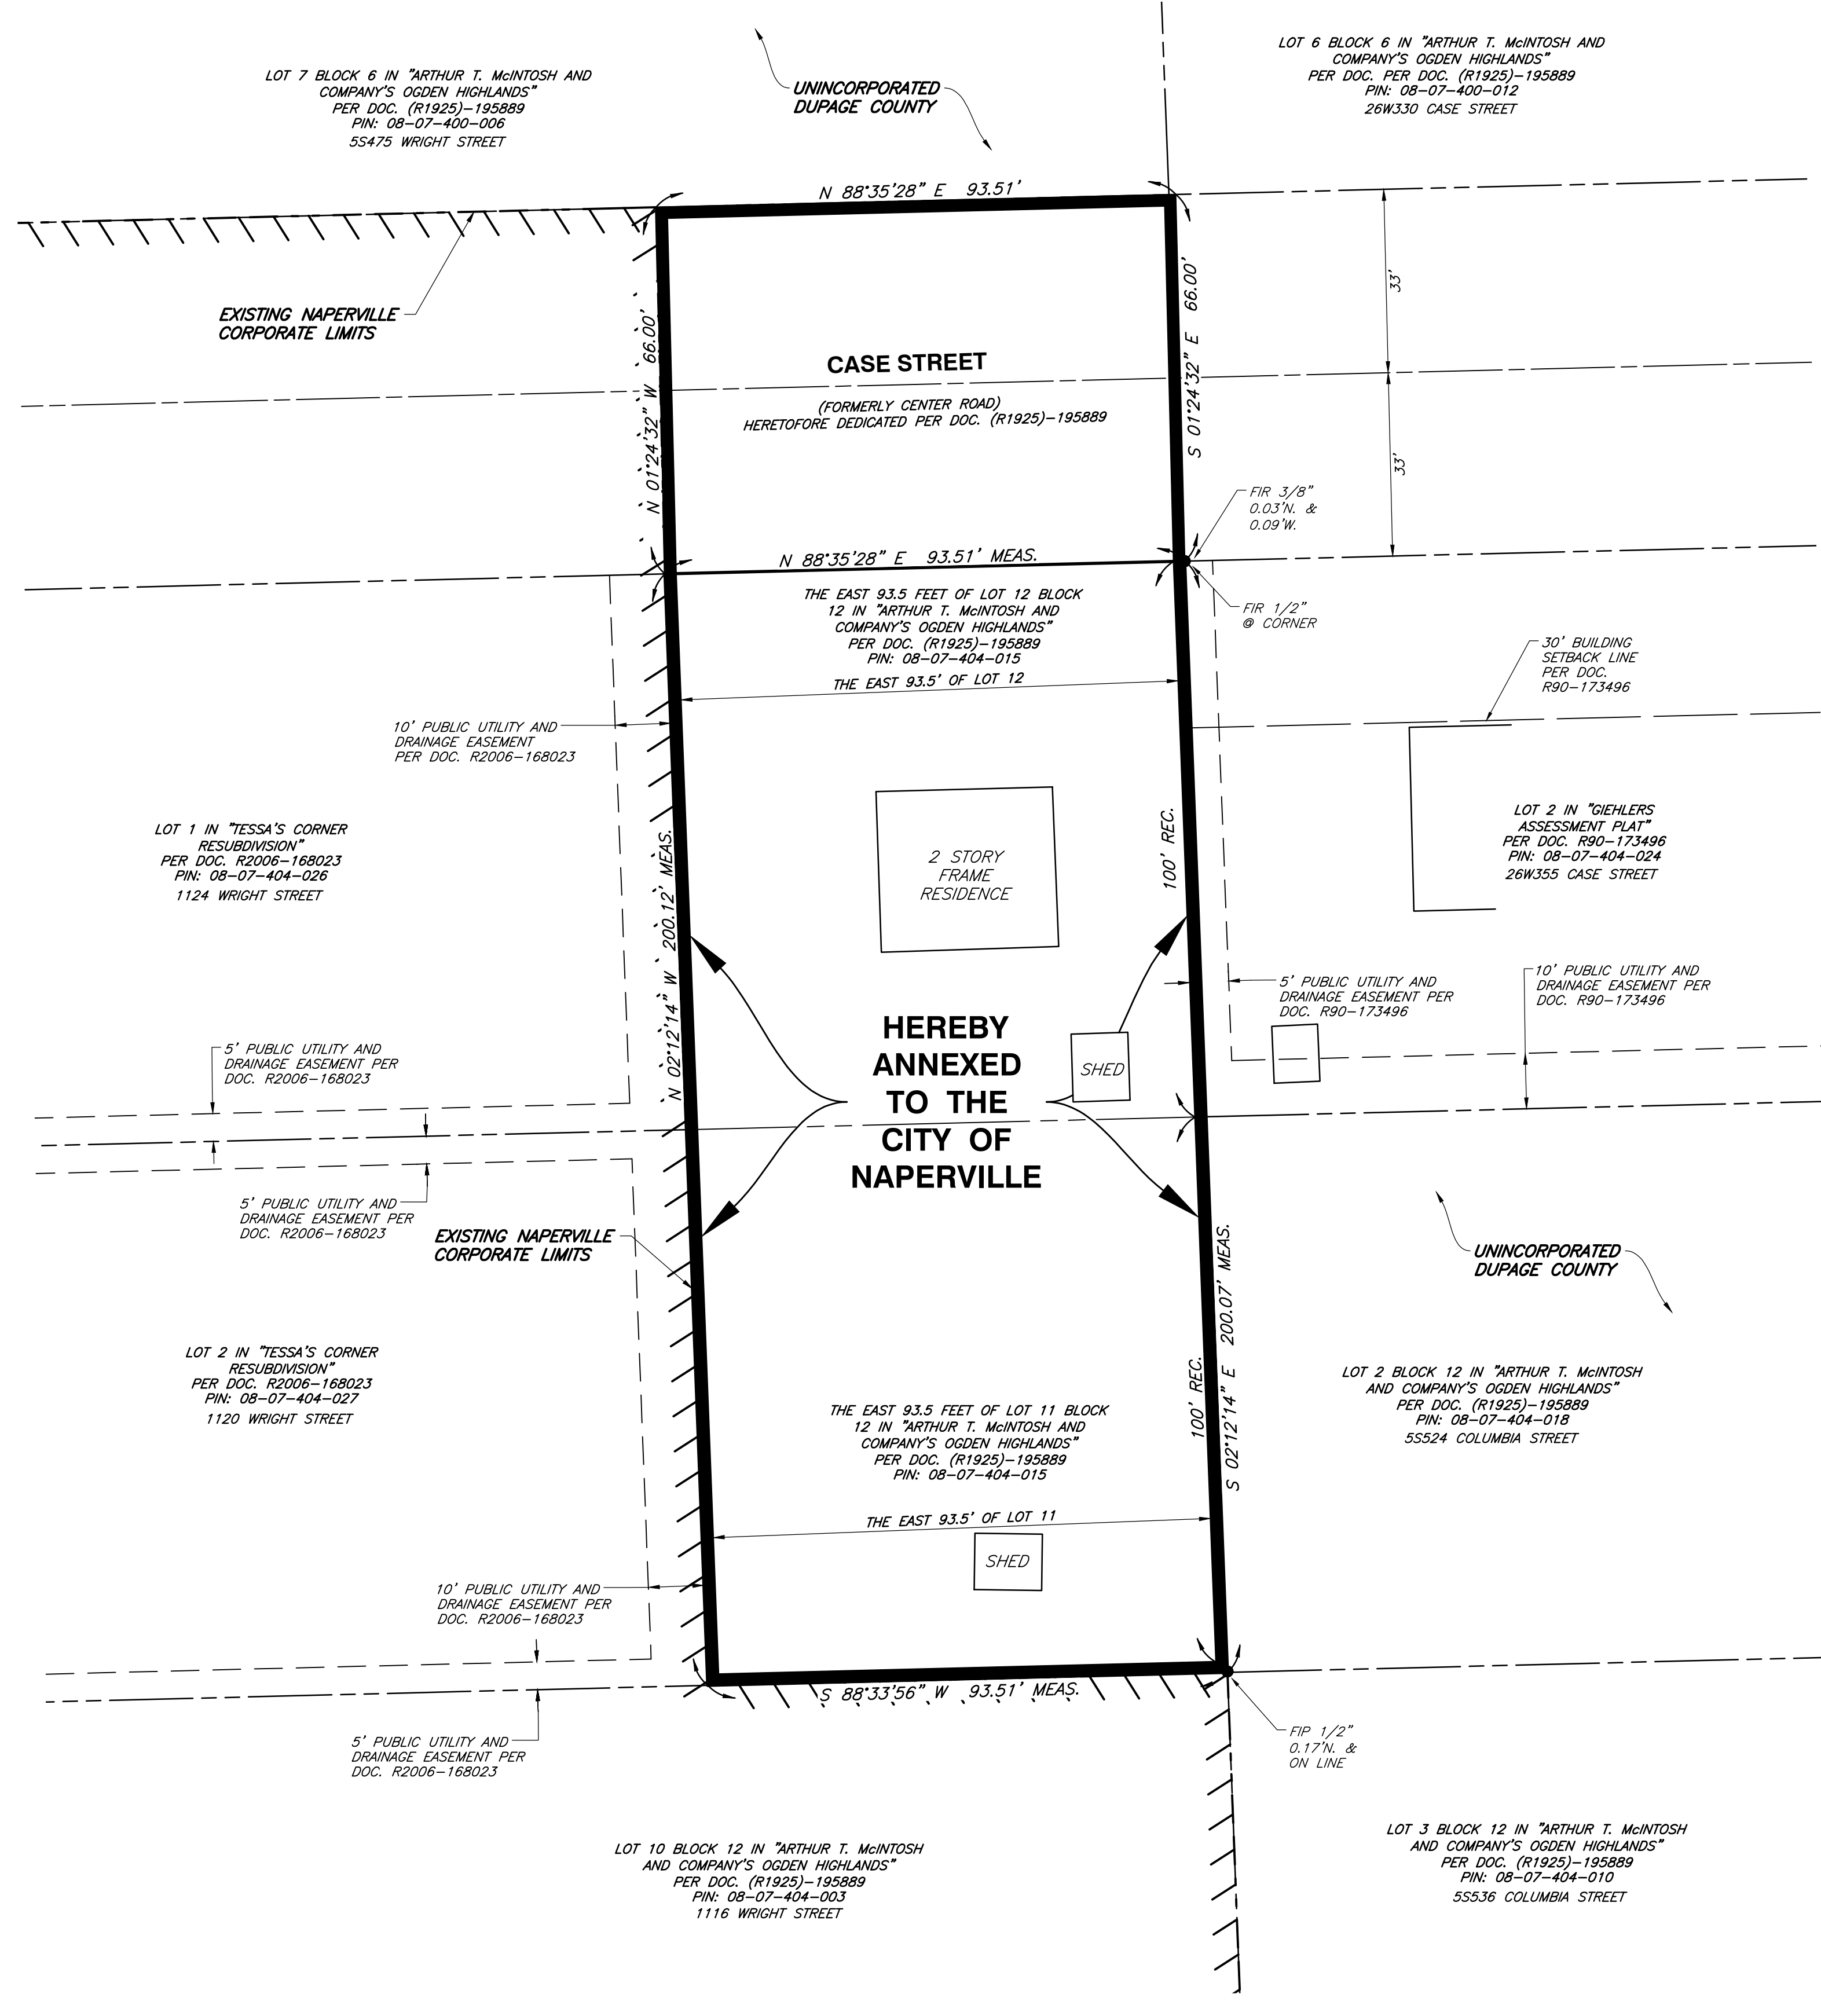 LOT 7 BLOCK 6 IN "ARTHUR T. McINTOSH AND
COMPANY'S OGDEN HIGHLANDS"
PER DOC. (R1925)-195889
PIN: 08-07-400-006
5S475 WRIGHT STREET
UNINCORPORATED
DUPAGE COUNTY
LOT 6 BLOCK 6 IN "ARTHUR T. McINTOSH AND
COMPANY'S OGDEN HIGHLANDS"
PER DOC. PER DOC. (R1925)-195889
PIN: 08-07-400-012
26W330 CASE STREET
N 88°35'28" E 93.51'
EXISTING NAPERVILLE
CORPORATE LIMITS
N 01°24'32" W 66.00'
S 01°24'32" E 66.00'
33'
33'
CASE STREET
(FORMERLY CENTER ROAD)
HERETOFORE DEDICATED PER DOC. (R1925)-195889
FIR 3/8"
0.03'N. &
0.09'W.
N 88°35'28" E 93.51' MEAS.
FIR 1/2"
@ CORNER
THE EAST 93.5 FEET OF LOT 12 BLOCK
12 IN "ARTHUR T. McINTOSH AND
COMPANY'S OGDEN HIGHLANDS"
PER DOC. (R1925)-195889
PIN: 08-07-404-015
THE EAST 93.5' OF LOT 12
30' BUILDING
SETBACK LINE
PER DOC.
R90-173496
10' PUBLIC UTILITY AND
DRAINAGE EASEMENT
PER DOC. R2006-168023
LOT 1 IN "TESSA'S CORNER
RESUBDIVISION"
PER DOC. R2006-168023
PIN: 08-07-404-026
1124 WRIGHT STREET
N 02°12'14" W 200.12' MEAS.
2 STORY
FRAME
RESIDENCE
100' REC.
LOT 2 IN "GIEHLERS
ASSESSMENT PLAT"
PER DOC. R90-173496
PIN: 08-07-404-024
26W355 CASE STREET
5' PUBLIC UTILITY AND
DRAINAGE EASEMENT PER
DOC. R90-173496
10' PUBLIC UTILITY AND
DRAINAGE EASEMENT PER
DOC. R90-173496
HEREBY
ANNEXED
TO THE
CITY OF
NAPERVILLE
SHED
5' PUBLIC UTILITY AND
DRAINAGE EASEMENT PER
DOC. R2006-168023
5' PUBLIC UTILITY AND
DRAINAGE EASEMENT PER
DOC. R2006-168023
EXISTING NAPERVILLE
CORPORATE LIMITS
UNINCORPORATED
DUPAGE COUNTY
S 02°12'14" E 200.07' MEAS.
100' REC.
LOT 2 IN "TESSA'S CORNER
RESUBDIVISION"
PER DOC. R2006-168023
PIN: 08-07-404-027
1120 WRIGHT STREET
THE EAST 93.5 FEET OF LOT 11 BLOCK
12 IN "ARTHUR T. McINTOSH AND
COMPANY'S OGDEN HIGHLANDS"
PER DOC. (R1925)-195889
PIN: 08-07-404-015
LOT 2 BLOCK 12 IN "ARTHUR T. McINTOSH
AND COMPANY'S OGDEN HIGHLANDS"
PER DOC. (R1925)-195889
PIN: 08-07-404-018
5S524 COLUMBIA STREET
THE EAST 93.5' OF LOT 11
SHED
10' PUBLIC UTILITY AND
DRAINAGE EASEMENT PER
DOC. R2006-168023
S 88°33'56" W 93.51' MEAS.
5' PUBLIC UTILITY AND
DRAINAGE EASEMENT PER
DOC. R2006-168023
FIP 1/2"
0.17'N. &
ON LINE
LOT 10 BLOCK 12 IN "ARTHUR T. McINTOSH
AND COMPANY'S OGDEN HIGHLANDS"
PER DOC. (R1925)-195889
PIN: 08-07-404-003
1116 WRIGHT STREET
LOT 3 BLOCK 12 IN "ARTHUR T. McINTOSH
AND COMPANY'S OGDEN HIGHLANDS"
PER DOC. (R1925)-195889
PIN: 08-07-404-010
5S536 COLUMBIA STREET